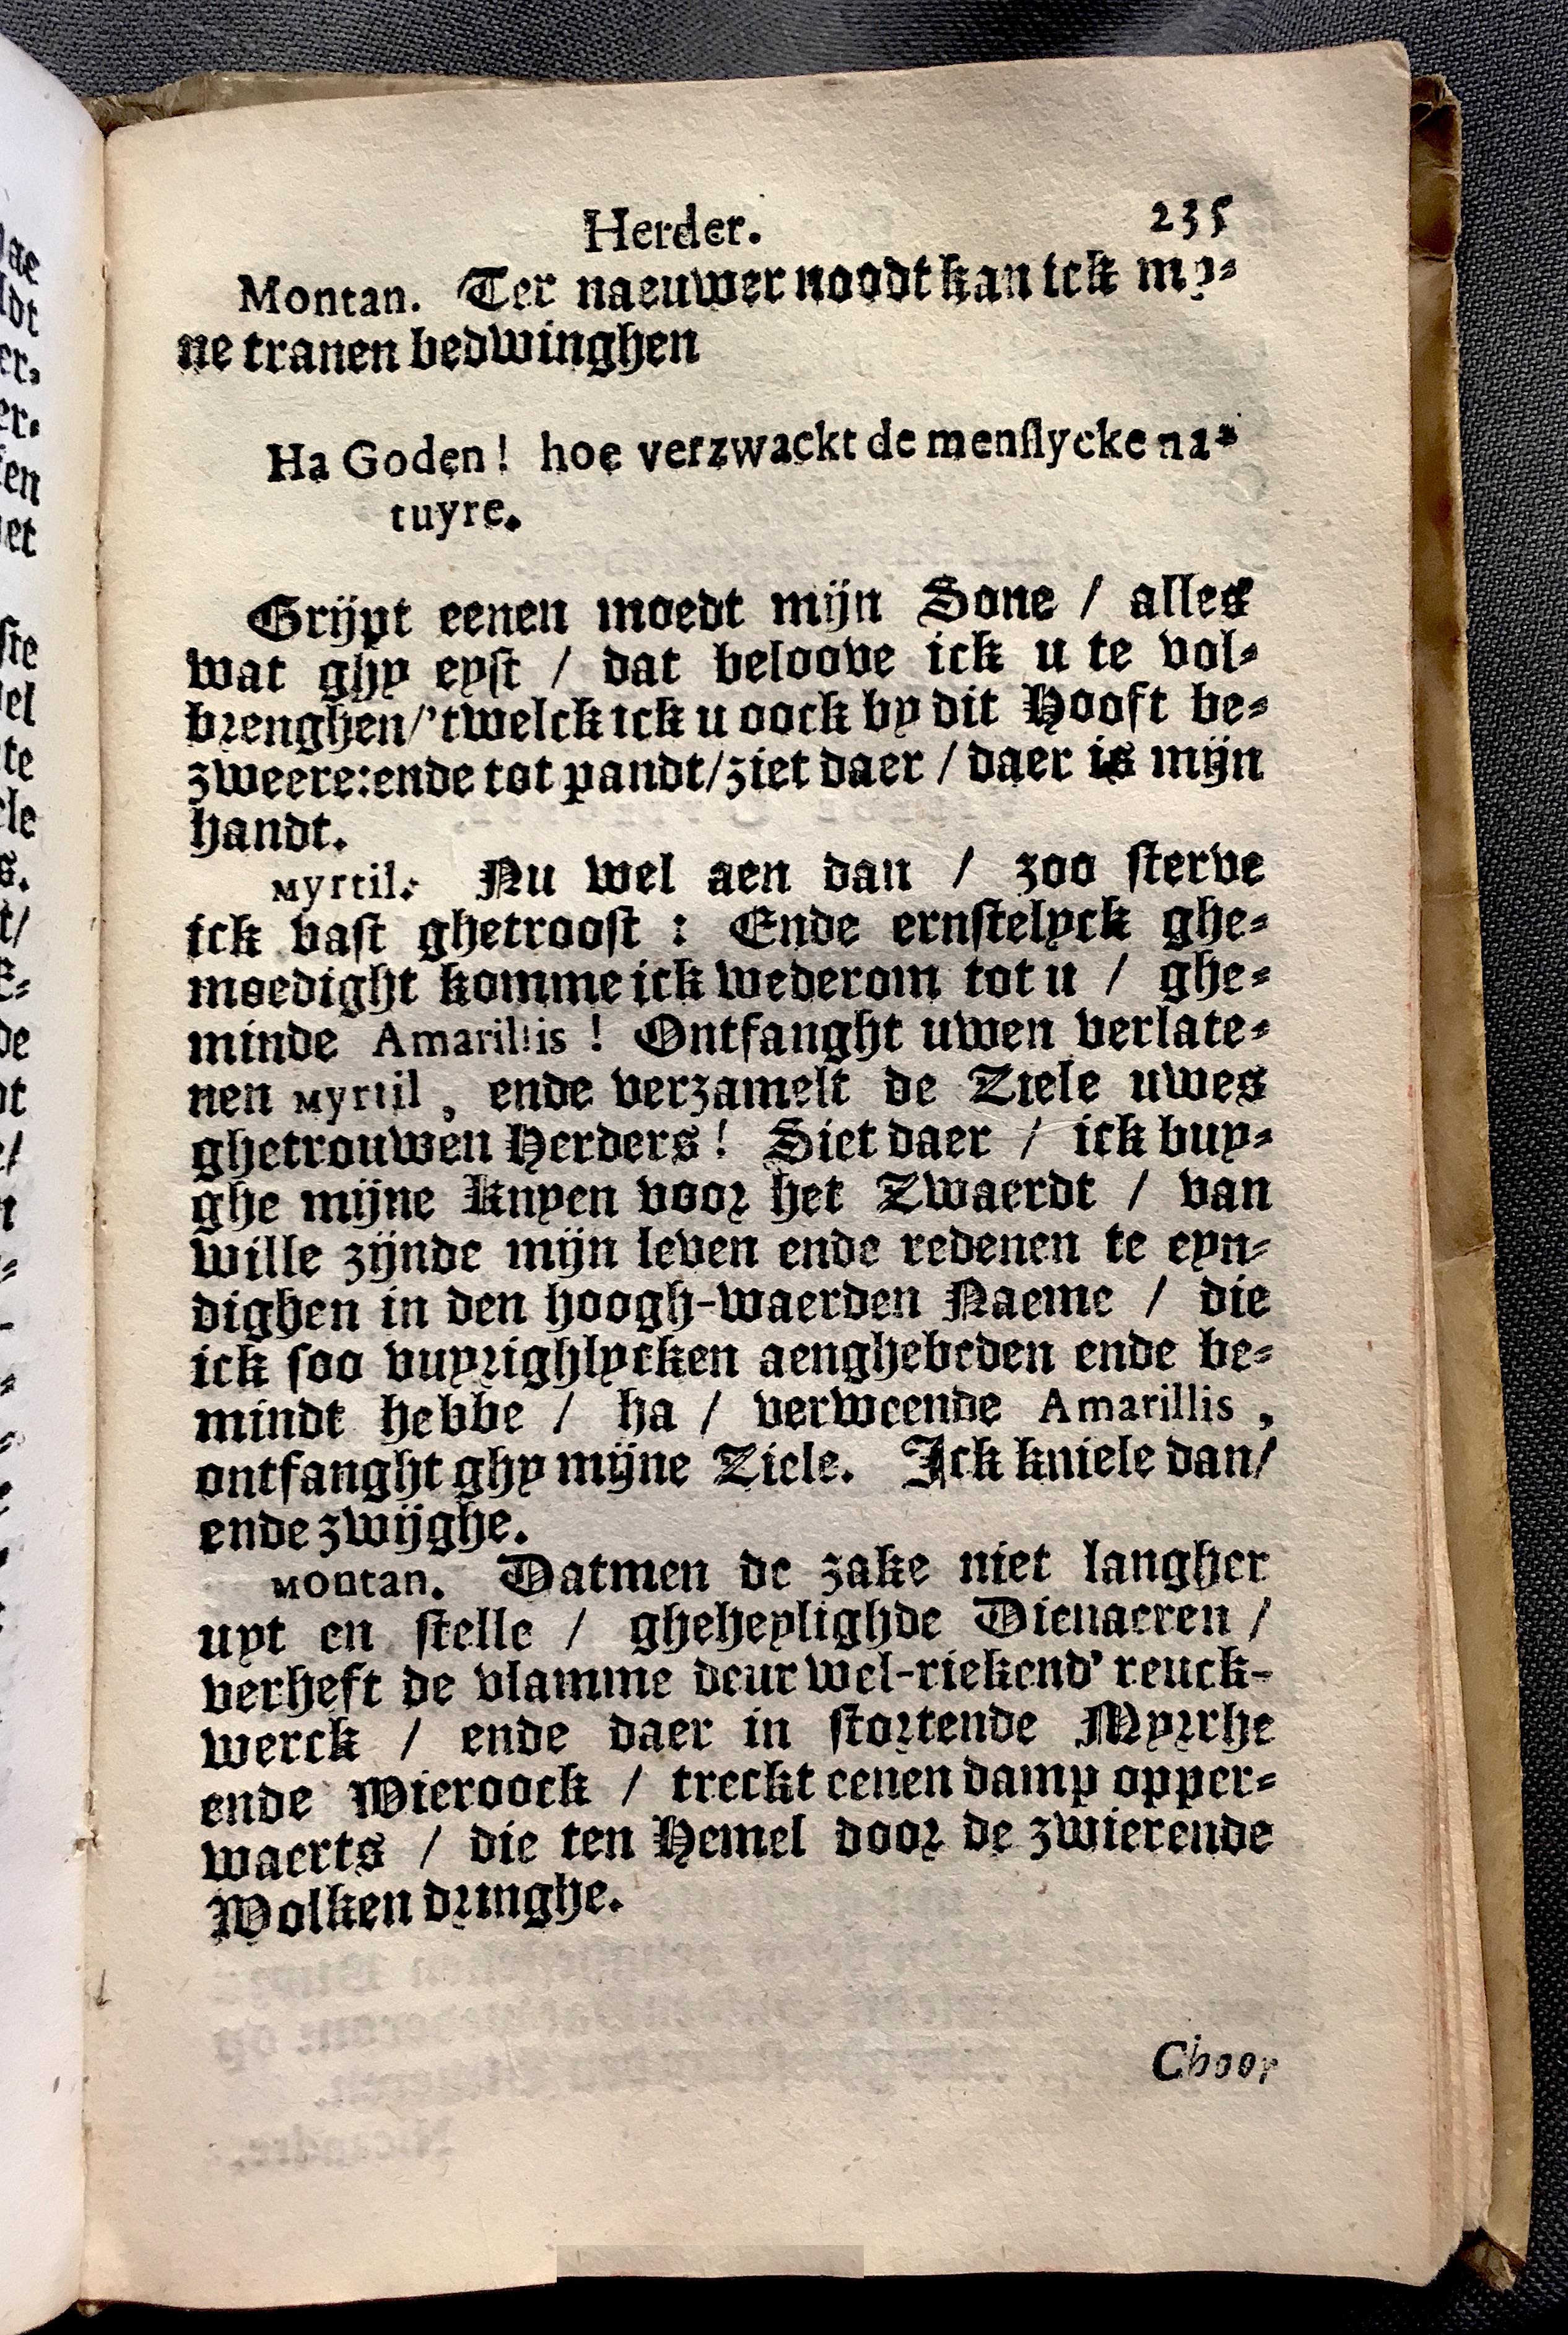 Herder. 235
Montan. Ter naeuwer noodt kan ick my-
ne tranen bedwinghen
Ha Goden! hoe verzwackt de menslycke na-
tuyre.
Grijpt eenen moedt mijn Sone / alles
wat ghy eyst / dat beloove ick u te vol-
brenghen/'twelck ick u oock by dit Hooft be-
zweere:ende tot pandt/ziet daer / daer is mijn
handt.
Myrtil. Nu wel aen dan / zoo sterve
ick vast ghetroost : Ende ernstelyck ghe-
moedight komme ick wederom tot u / ghe-
minde Amarillis ! Ontfanght uwen verlate-
nen Myrtil , ende verzamelt de Ziele uwes
ghetrouwen Herders! Siet daer / ick buy-
ghe mijne Knyen voor het Zwaerdt / van
wille zijnde mijn leven ende redenen te eyn-
dighen in den hoogh-waerden Naeme / die
ick soo vuyrighlycken aenghebeden ende be-
mindt hebbe / ha / verweende Amarillis ,
ontfanght ghy mijne Ziele. Ick kniele dan/
ende zwijghe.
Montan. Datmen de zake niet langher
uyt en stelle / gheheylighde Dienaeren /
verheft de vlamme deur wel-riekend' reuck-
werck / ende daer in stortende Myrrhe
ende Wieroock / treckt eenen damp opper-
waerts / die ten Hemel door de zwierende
Wolken dringhe.
Choor